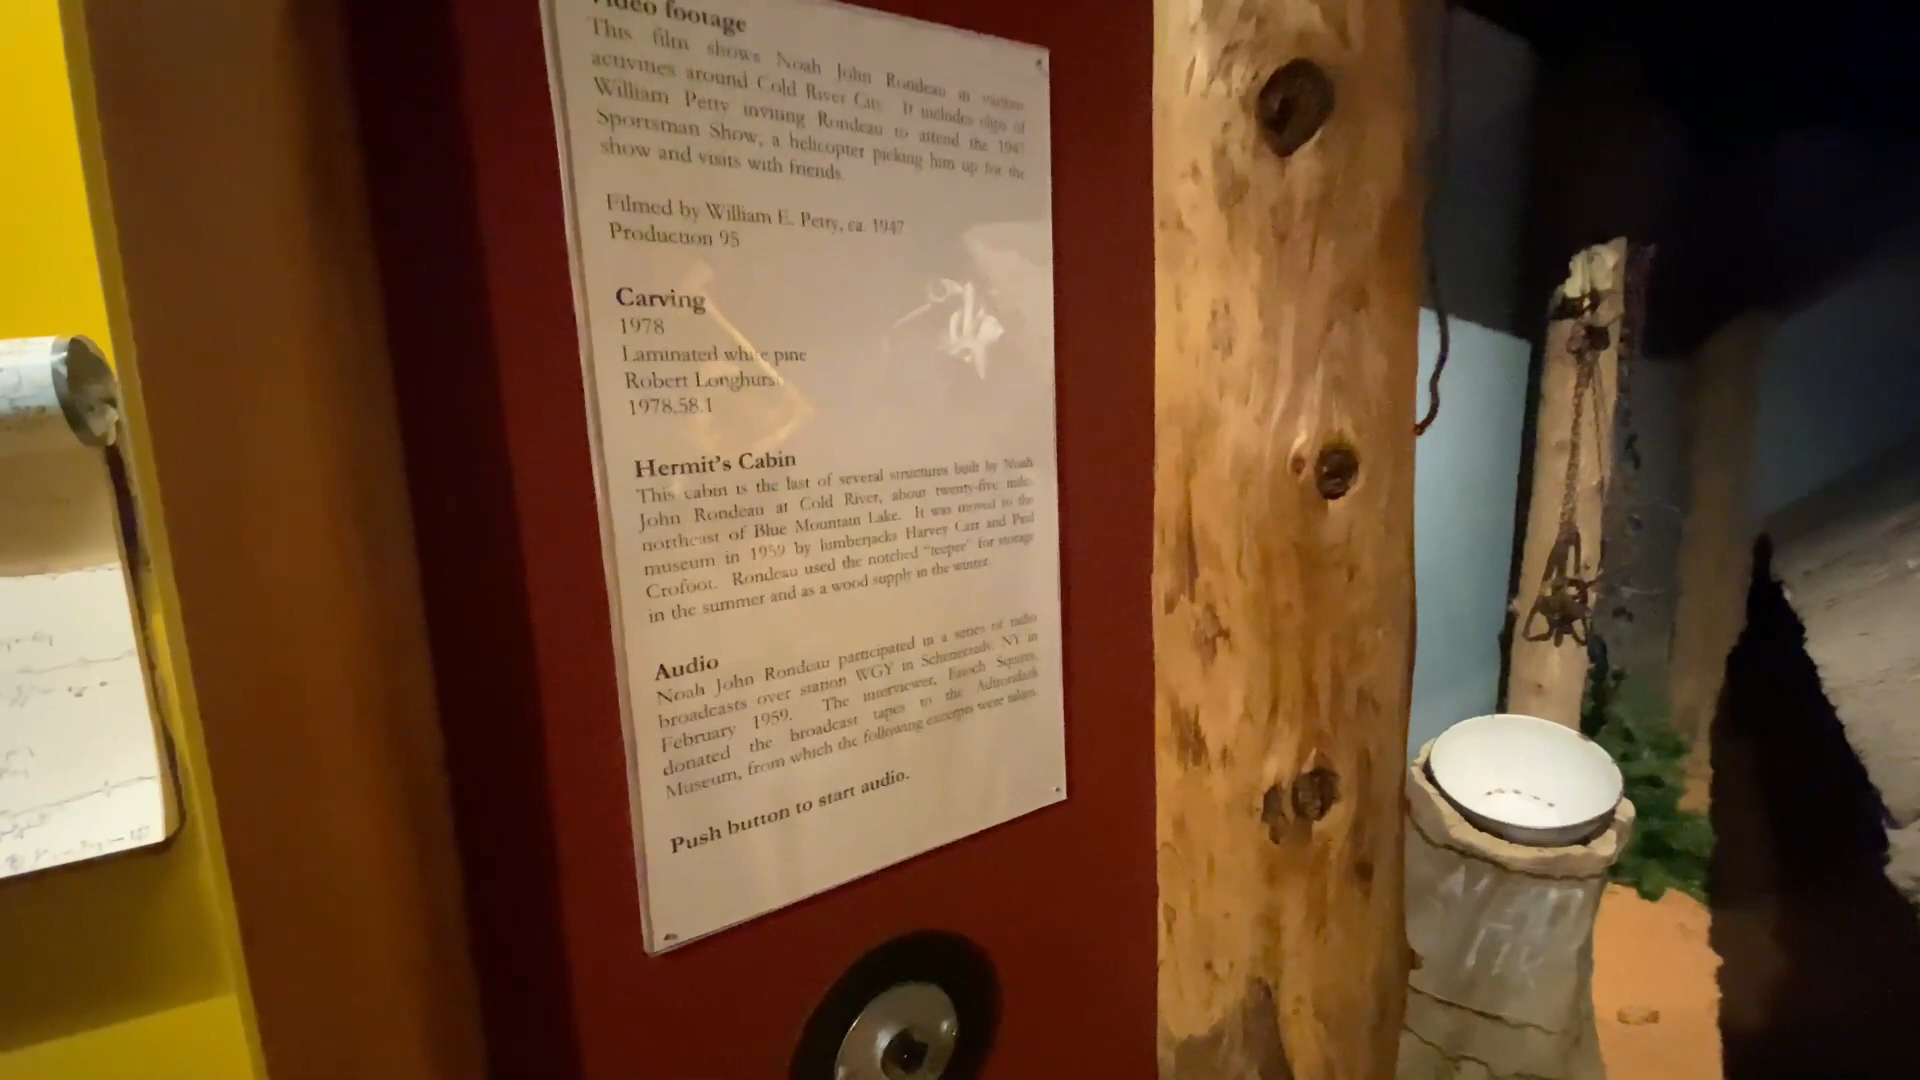 Video footage
This film shows Noah John Rondeau in various
activities around Cold River City. It includes clips of
William Petty inviting Rondeau to attend the 1947
Sportsman Show, a helicopter picking him up for the
show and visits with friends.
Filmed by William E. Petty, ca. 1947
Production 95
Carving
1978
Laminated white pine
Robert Longhurst
1978.58.1
Hermit's Cabin
This cabin is the last of several structures built by Noah
John Rondeau at Cold River, about twenty-five miles
northeast of Blue Mountain Lake. It was moved to the
museum in 1959 by lumberjacks Harvey Carr and Paul
Crofoot. Rondeau used the notched "teepee" for storage
in the summer and as a wood supply in the winter.
Audio
Noah John Rondeau participated in a series of radio
broadcasts over station WGY in Schenectady, NY in
February 1959. The interviewer, Enoch Squires,
donated the broadcast tapes to the Adirondack
Museum, from which the following excerpts were taken.
Push button to start audio.